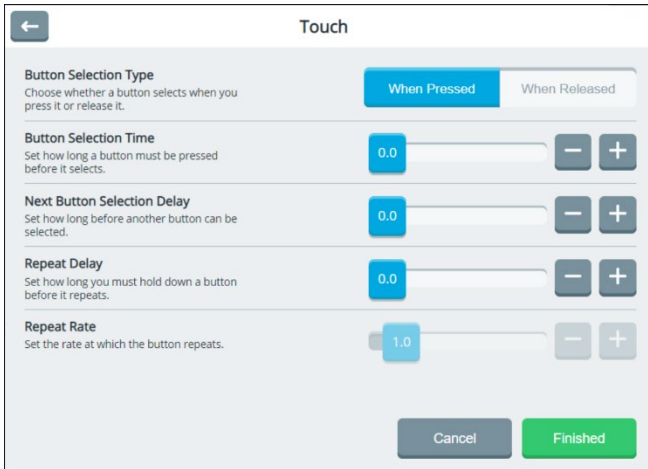 Touch
Button Selection Type
Choose whether a button selects when you
press it or release it.
When Pressed
When Released
Button Selection Time
Set how long a button must be pressed
before it selects.
0.0
Next Button Selection Delay
Set how long before another button can be
selected.
0.0
Repeat Delay
Set how long you must hold down a button
before it repeats.
0.0
Repeat Rate
Set the rate at which the button repeats.
1.0
Cancel
Finished